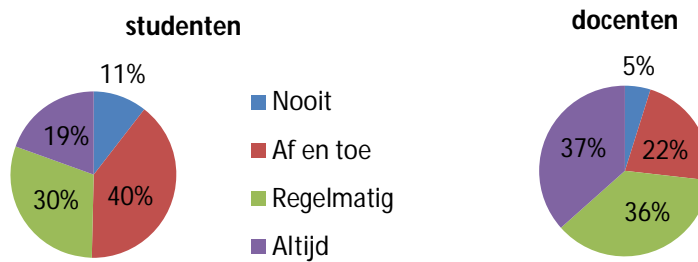 studenten
11%
40%
30%
19%
Nooit
Af en toe
Regelmatig
Altijd
docenten
5%
22%
36%
37%